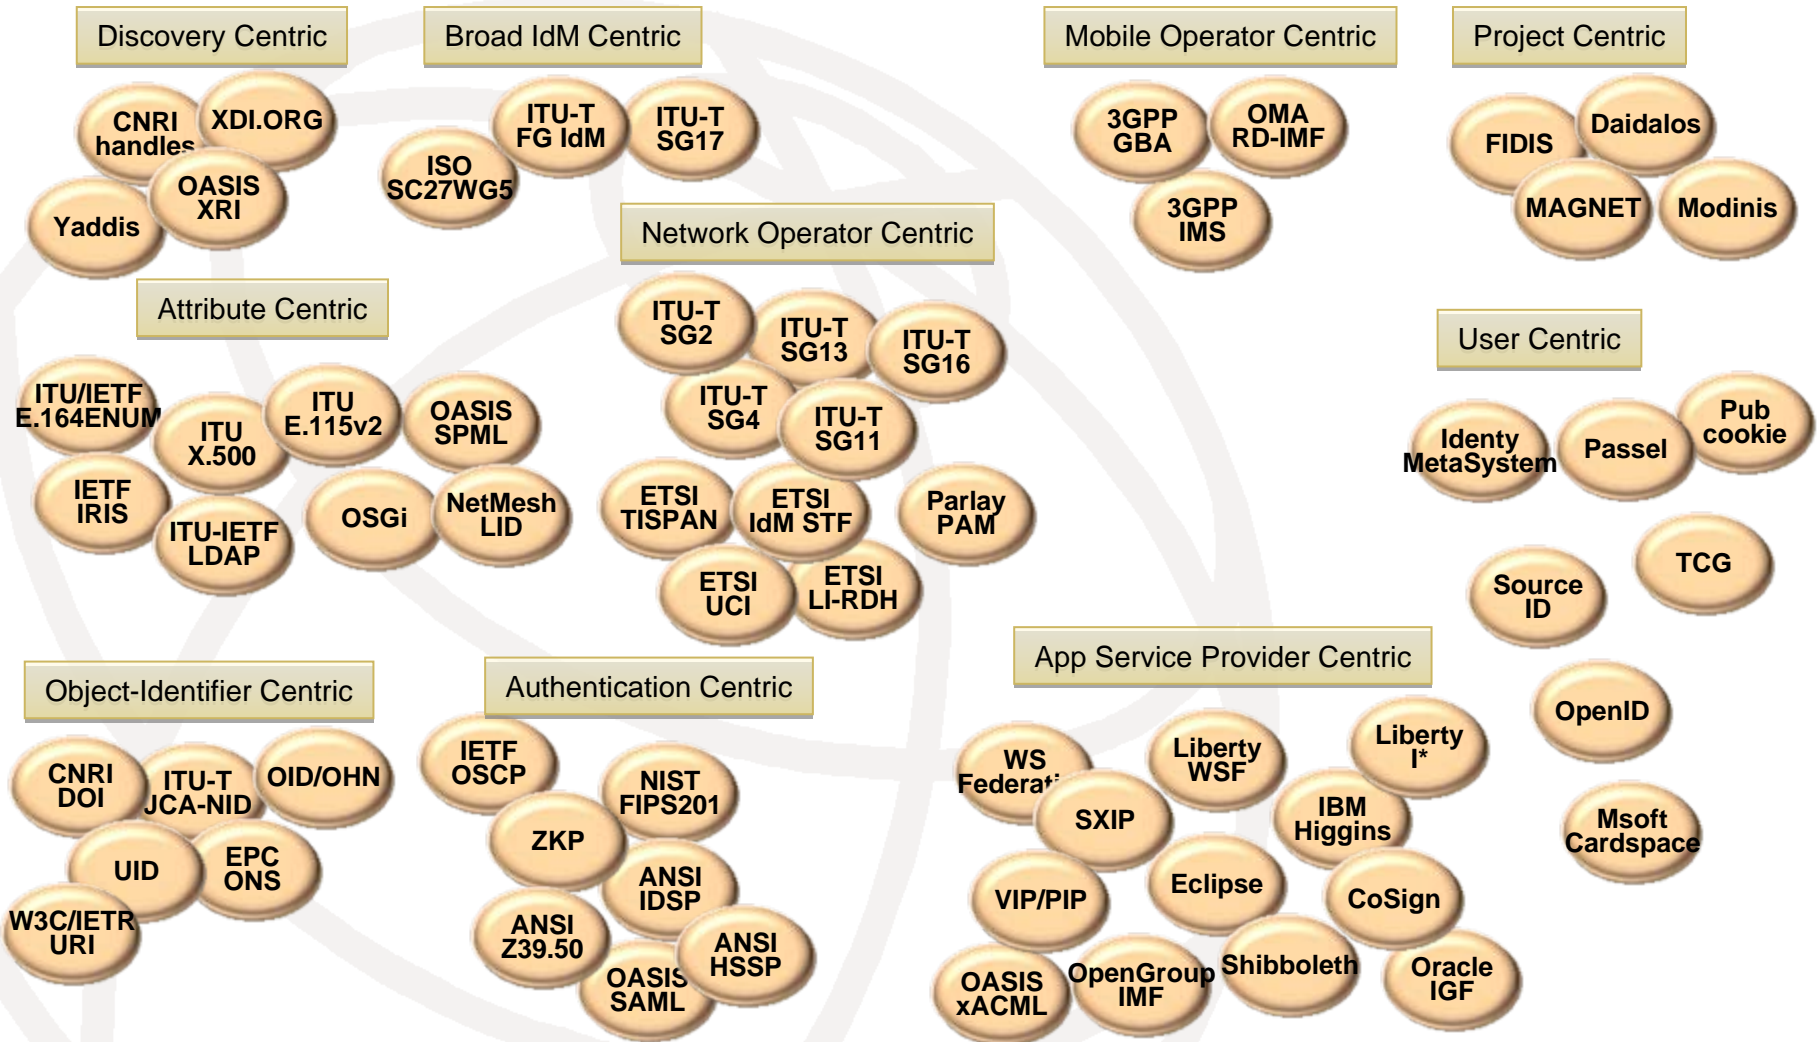 Discovery Centric
CNRI
handles
XDI.ORG
OASIS
XRI
Yaddis
Broad IdM Centric
ITU-T
FG IdM
ITU-T
SG17
ISO
SC27WG5
Mobile Operator Centric
3GPP
GBA
OMA
RD-IMF
3GPP
IMS
Project Centric
FIDIS
Daidalos
MAGNET
Modinis
Network Operator Centric
ITU-T
SG2
ITU-T
SG13
ITU-T
SG16
ITU-T
SG4
ITU-T
SG11
ETSI
TISPAN
ETSI
IdM STF
Parlay
PAM
ETSI
UCI
ETSI
LI-RDH
Attribute Centric
ITU/IETF
E.164ENUM
ITU
X.500
ITU
E.115v2
OASIS
SPML
IETF
IRIS
ITU-IETF
LDAP
OSGi
NetMesh
LID
User Centric
Identy
MetaSystem
Passel
Pub
cookie
Source
ID
TCG
OpenID
Msoft
Cardspace
Object-Identifier Centric
CNRI
DOI
ITU-T
JCA-NID
OID/OHN
UID
EPC
ONS
W3C/IETR
URI
Authentication Centric
IETF
OSCP
NIST
FIPS201
ZKP
ANSI
IDSP
ANSI
Z39.50
ANSI
HSSP
OASIS
SAML
App Service Provider Centric
WS
Federati
Liberty
WSF
Liberty
I*
SXIP
IBM
Higgins
VIP/PIP
Eclipse
CoSign
OASIS
xACML
OpenGroup
IMF
Shibboleth
Oracle
IGF